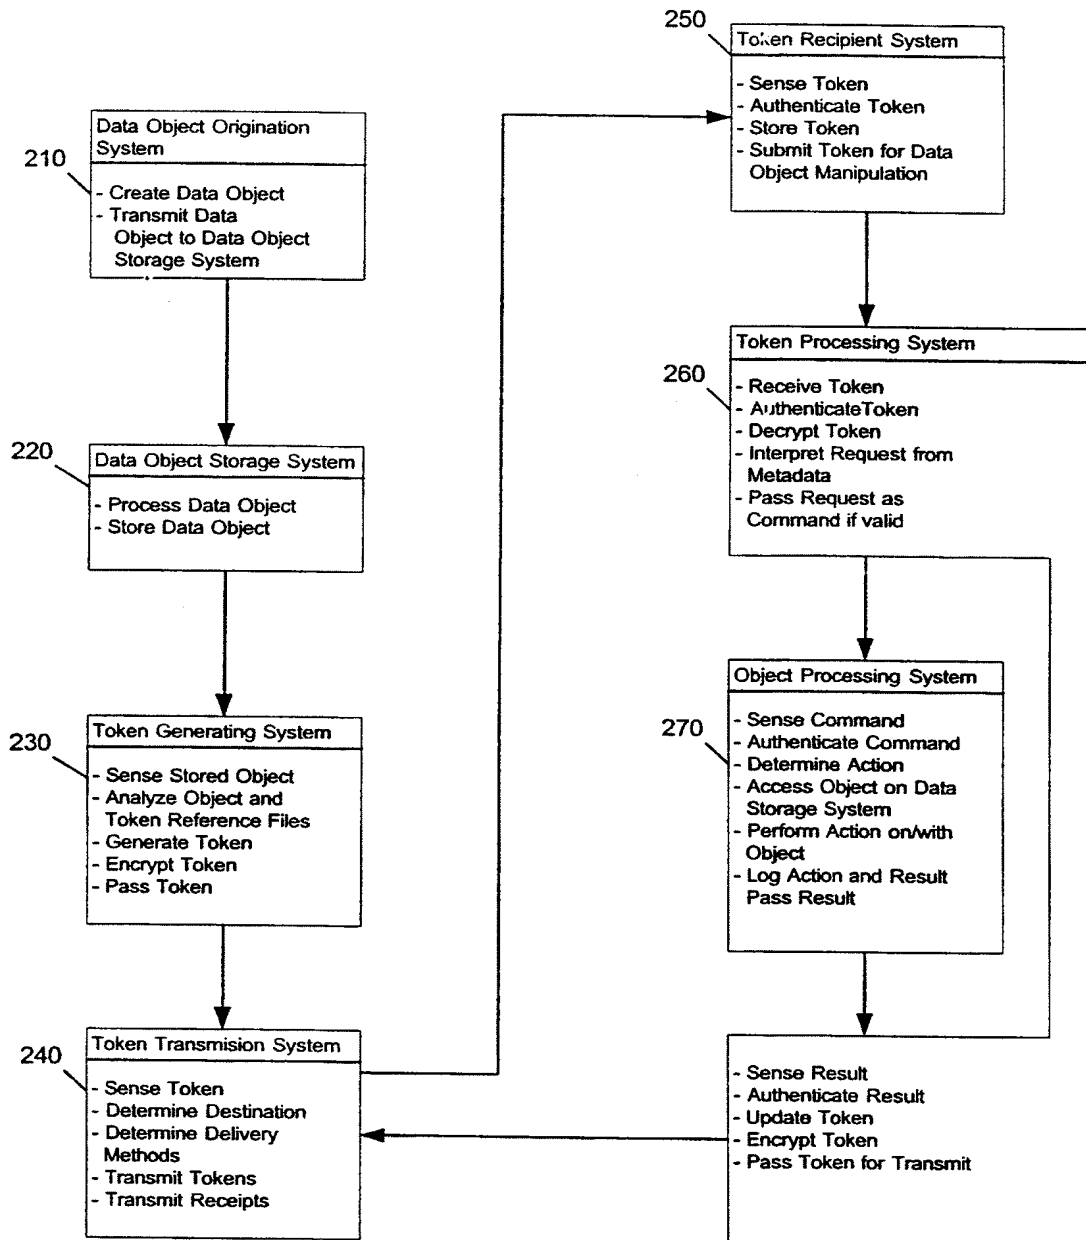 210
Data Object Origination
System
- Create Data Object
- Transmit Data
Object to Data Object
Storage System
220
Data Object Storage System
- Process Data Object
- Store Data Object
230
Token Generating System
- Sense Stored Object
- Analyze Object and
Token Reference Files
- Generate Token
- Encrypt Token
- Pass Token
240
Token Transmision System
- Sense Token
- Determine Destination
- Determine Delivery
Methods
- Transmit Tokens
- Transmit Receipts
250
Token Recipient System
- Sense Token
- Authenticate Token
- Store Token
- Submit Token for Data
Object Manipulation
260
Token Processing System
- Receive Token
- AuthenticateToken
- Decrypt Token
- Interpret Request from
Metadata
- Pass Request as
Command if valid
270
Object Processing System
- Sense Command
- Authenticate Command
- Determine Action
- Access Object on Data
Storage System
- Perform Action on/with
Object
- Log Action and Result
Pass Result
- Sense Result
- Authenticate Result
- Update Token
- Encrypt Token
- Pass Token for Transmit